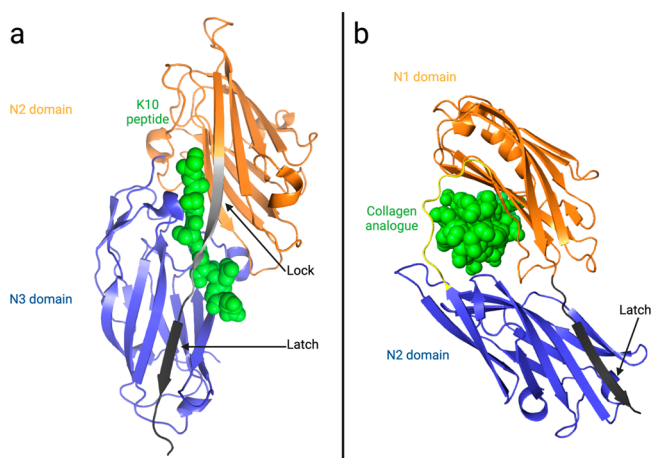 a
N2 domain
K10
peptide
Lock
N3 domain
Latch
b
N1 domain
Collagen
analogue
Latch
N2 domain